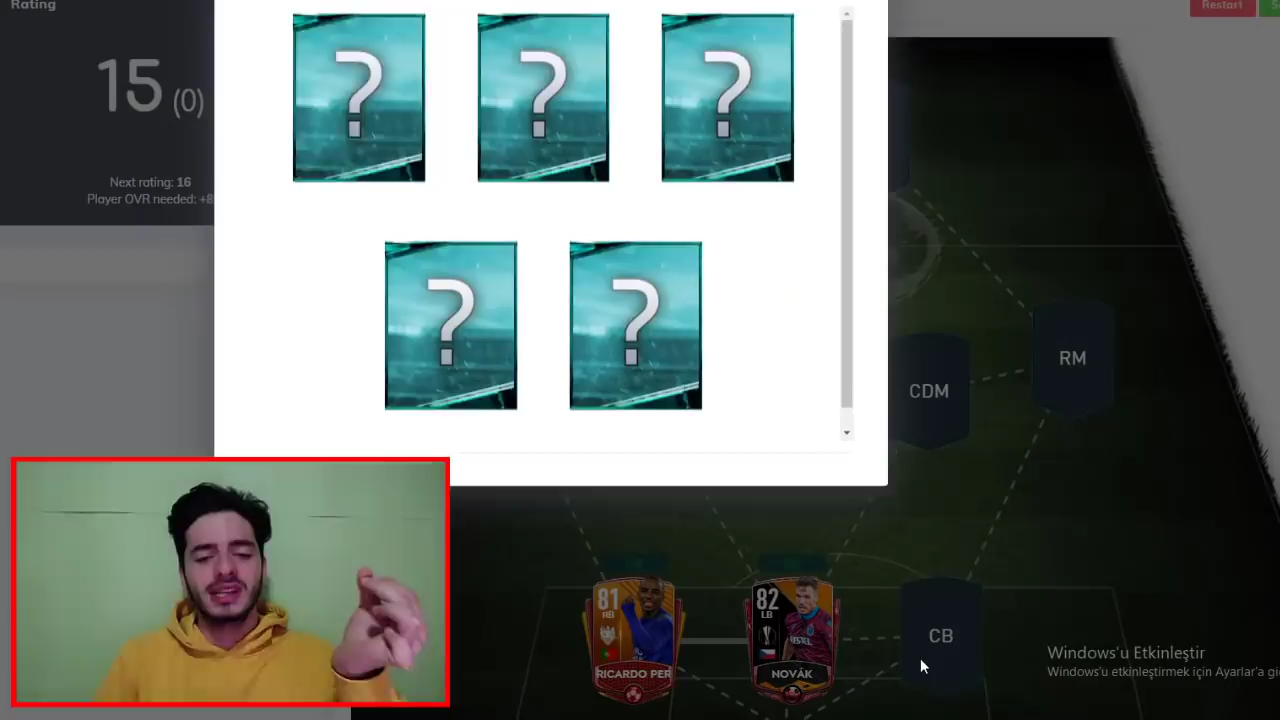 Rating
Restart
15 (0)
Next rating: 16
Player OVR needed: +8
?
?
?
?
?
RM
CDM
81
RB
RICARDO PER
82
LB
NOVÁK
CB
Windows'u Etkinleştir
Windows'u etkinleştirmek için Ayarlar'a gi